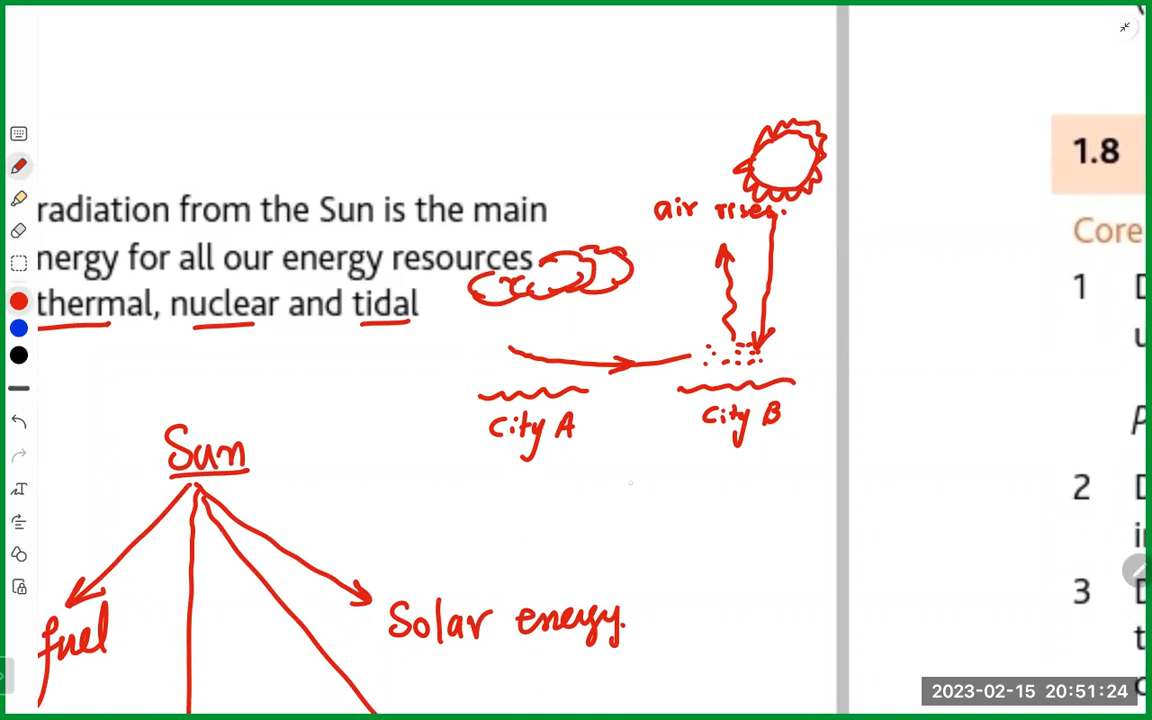 radiation from the Sun is the main
nergy for all our energy resources
thermal, nuclear and tidal
air rises.
City A
City B
Sun
fuel
Solar energy.
1.8
Core
1
2
3
2023-02-15 20:51:24